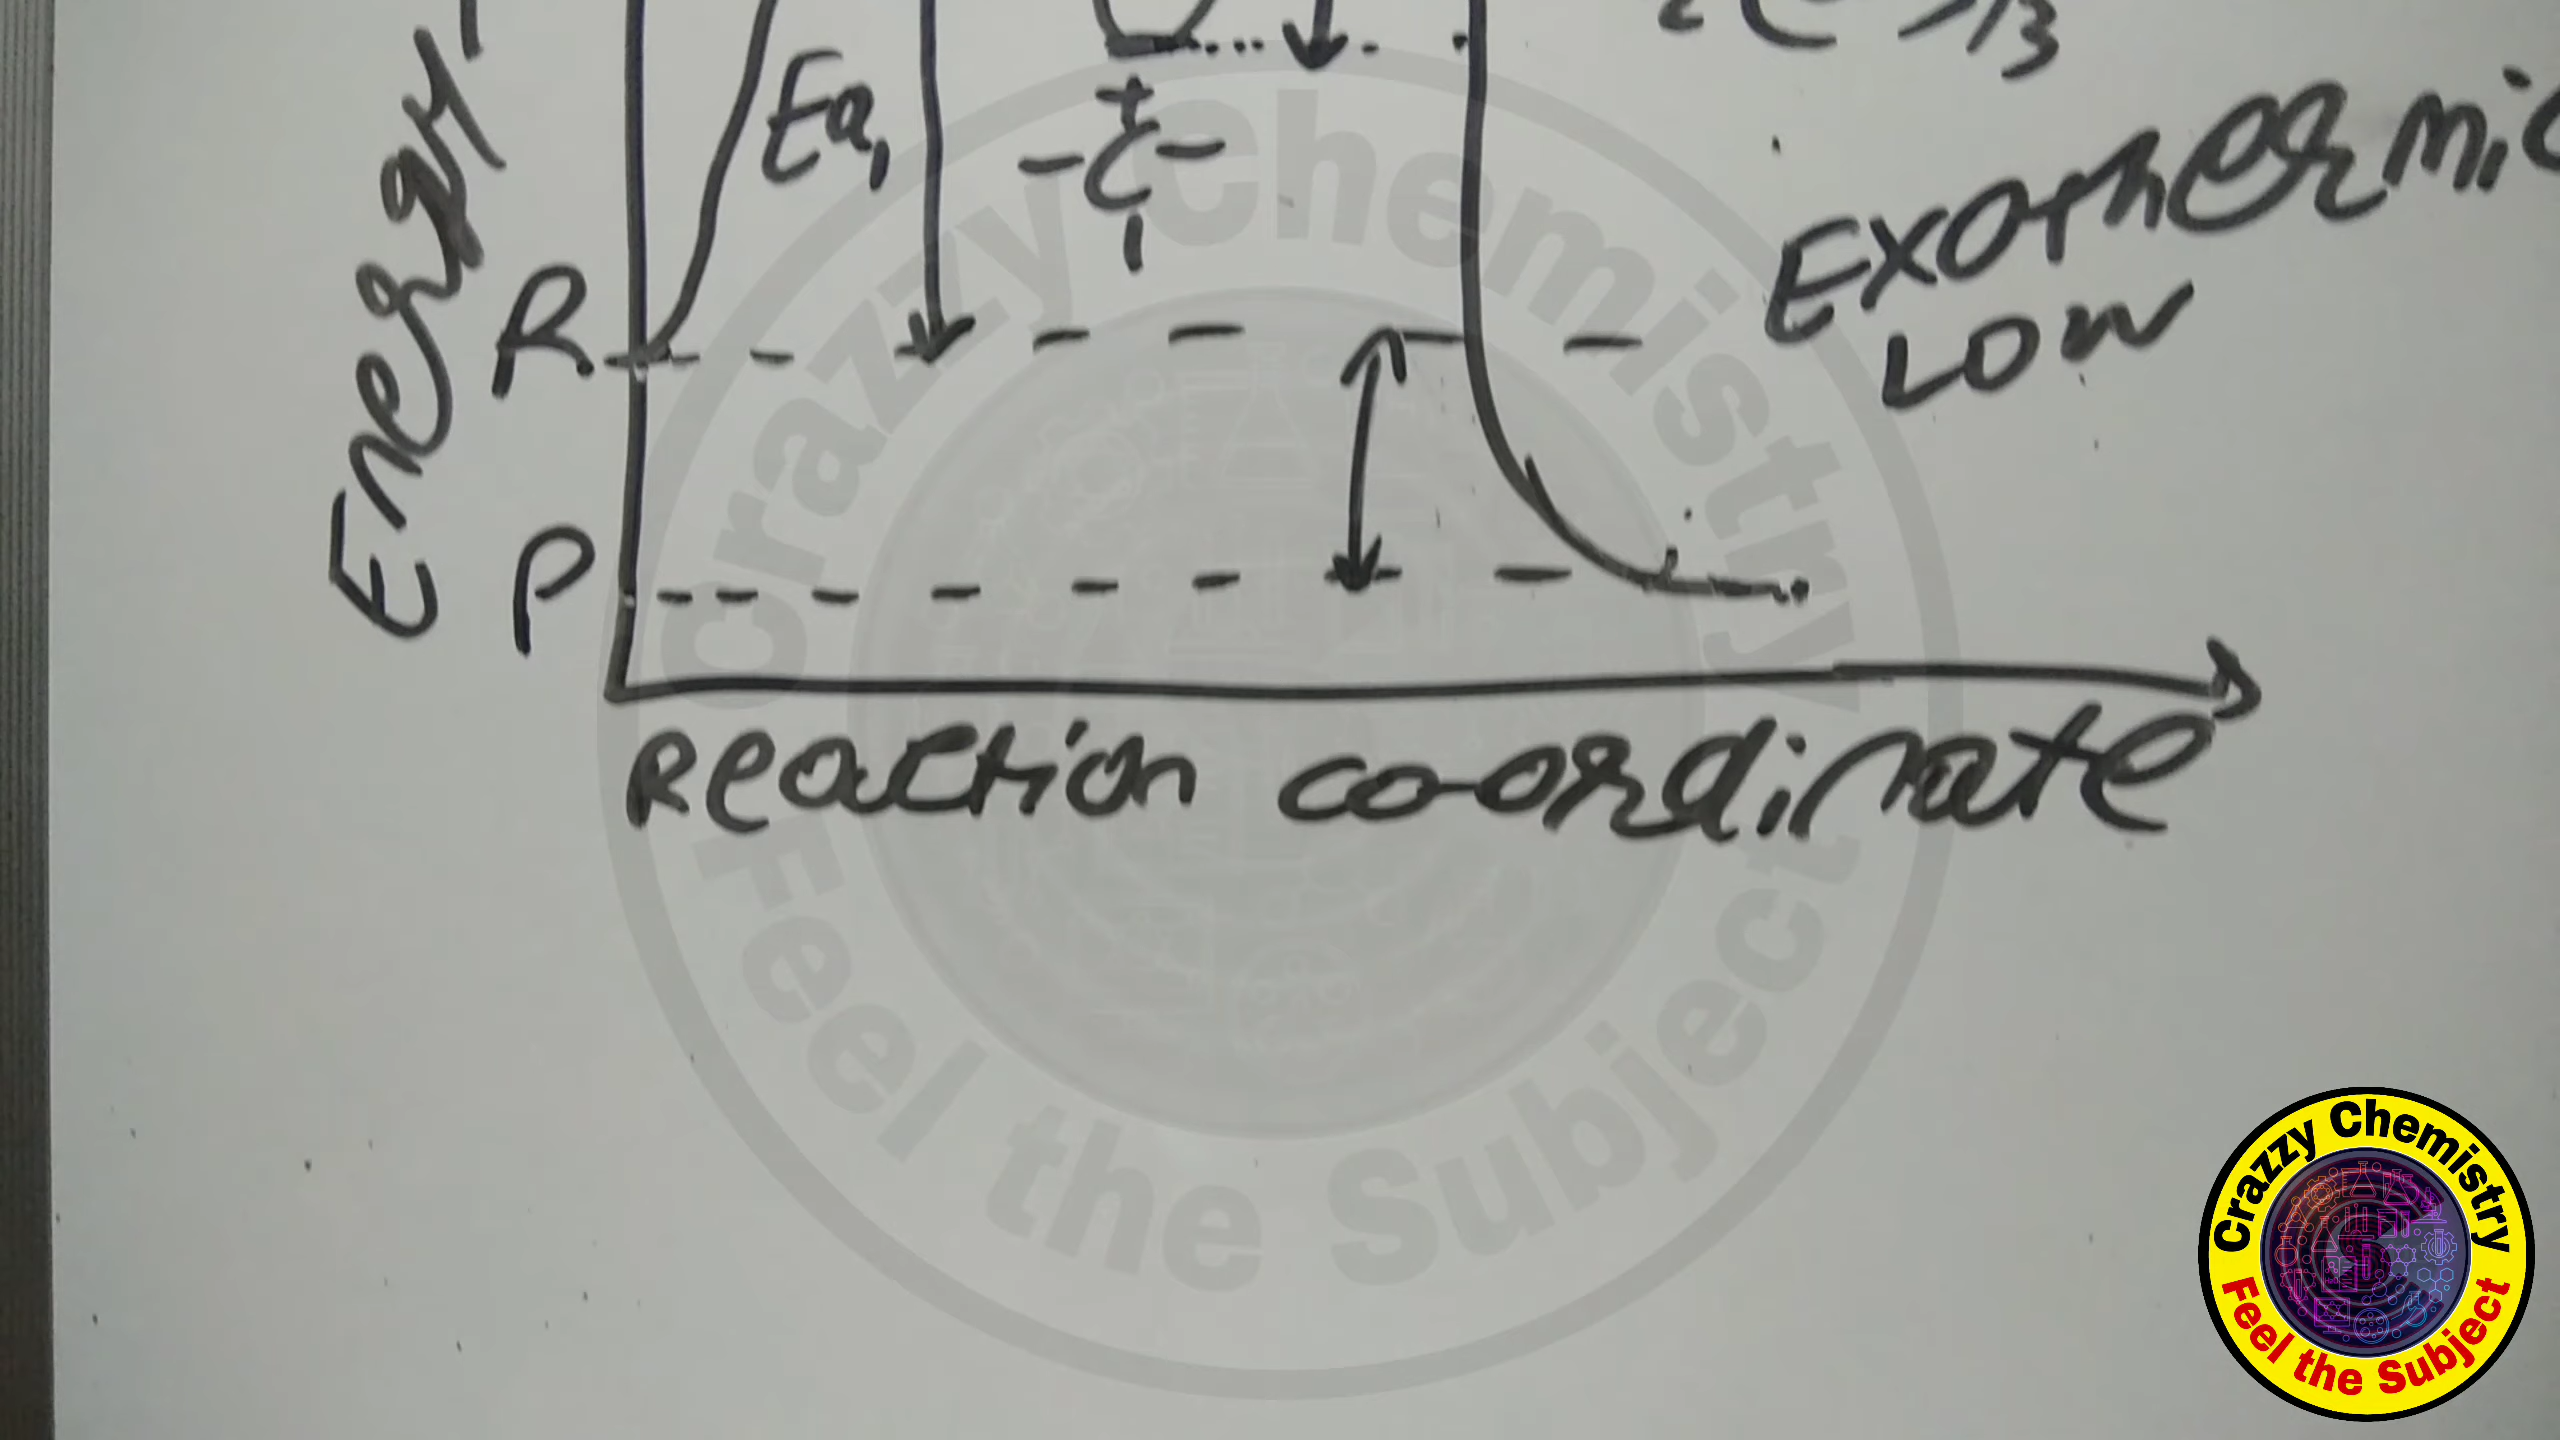 Energy
Ea1
+
- C -
EXOTHERMIC
LOW
R
P
Reaction co-ordinate
Crazzy Chemistry
Feel the Subject
Crazzy Chemistry
Feel the Subject